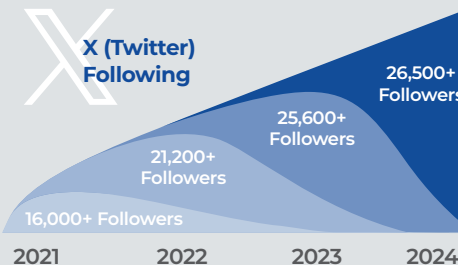 X (Twitter)
Following
26,500+
Followers
25,600+
Followers
21,200+
Followers
16,000+ Followers
2021 2022 2023 2024